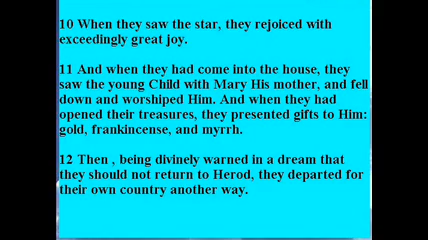 10 When they saw the star, they rejoiced with
exceedingly great joy.
11 And when they had come into the house, they
saw the young Child with Mary His mother, and fell
down and worshiped Him. And when they had
opened their treasures, they presented gifts to Him:
gold, frankincense, and myrrh.
12 Then , being divinely warned in a dream that
they should not return to Herod, they departed for
their own country another way.